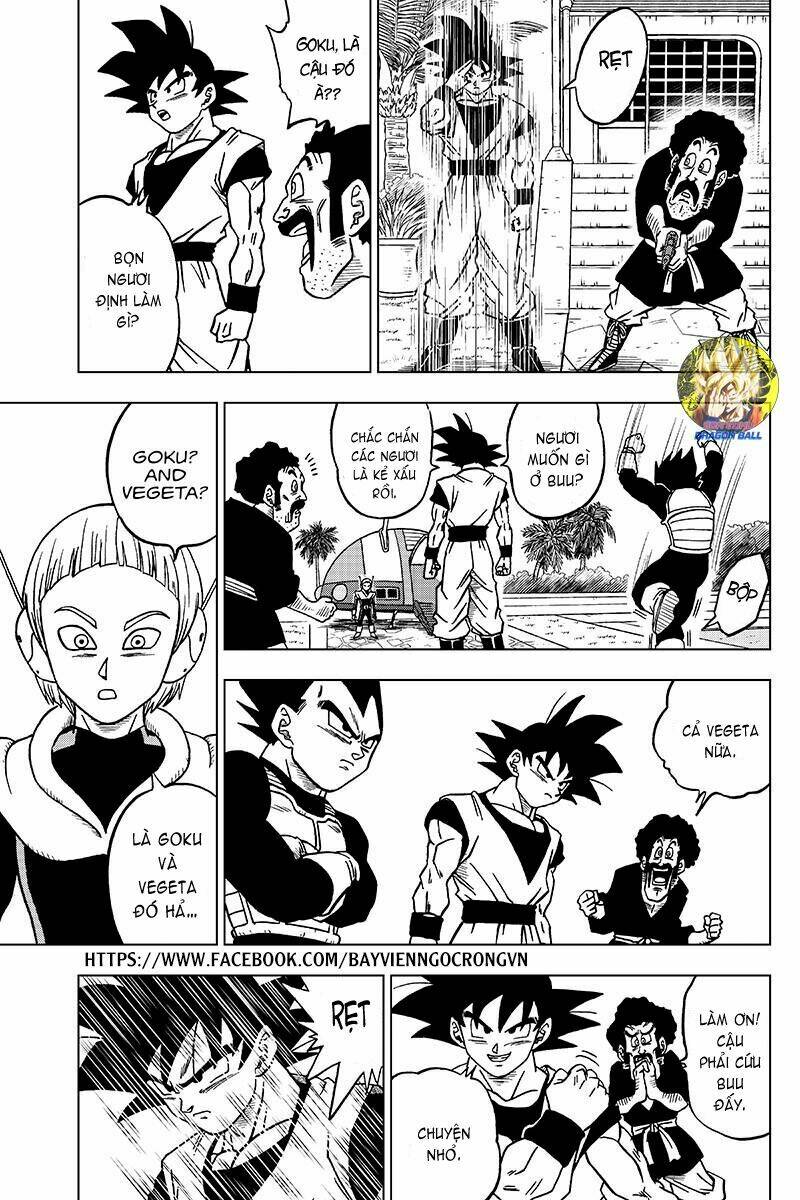 RẸT
GOKU, LÀ
CẬU ĐÓ
À??
BỌN
NGƯƠI
ĐỊNH LÀM
GÌ?
DRAGON BALL
NGƯƠI
MUỐN GÌ
Ở BUU?
CHẮC CHẮN
CÁC NGƯƠI
LÀ KẺ XẤU
RỒI.
BỘP
GOKU?
AND
VEGETA?
LÀ GOKU
VÀ
VEGETA
ĐÓ HẢ...
CẢ VEGETA
NỮA.
HTTPS://WWW.FACEBOOK.COM/BAYVIENNGOCRONGVN
LÀM ƠN!
CẬU
PHẢI CỨU
BUU
ĐẤY.
CHUYỆN
NHỎ.
RẸT